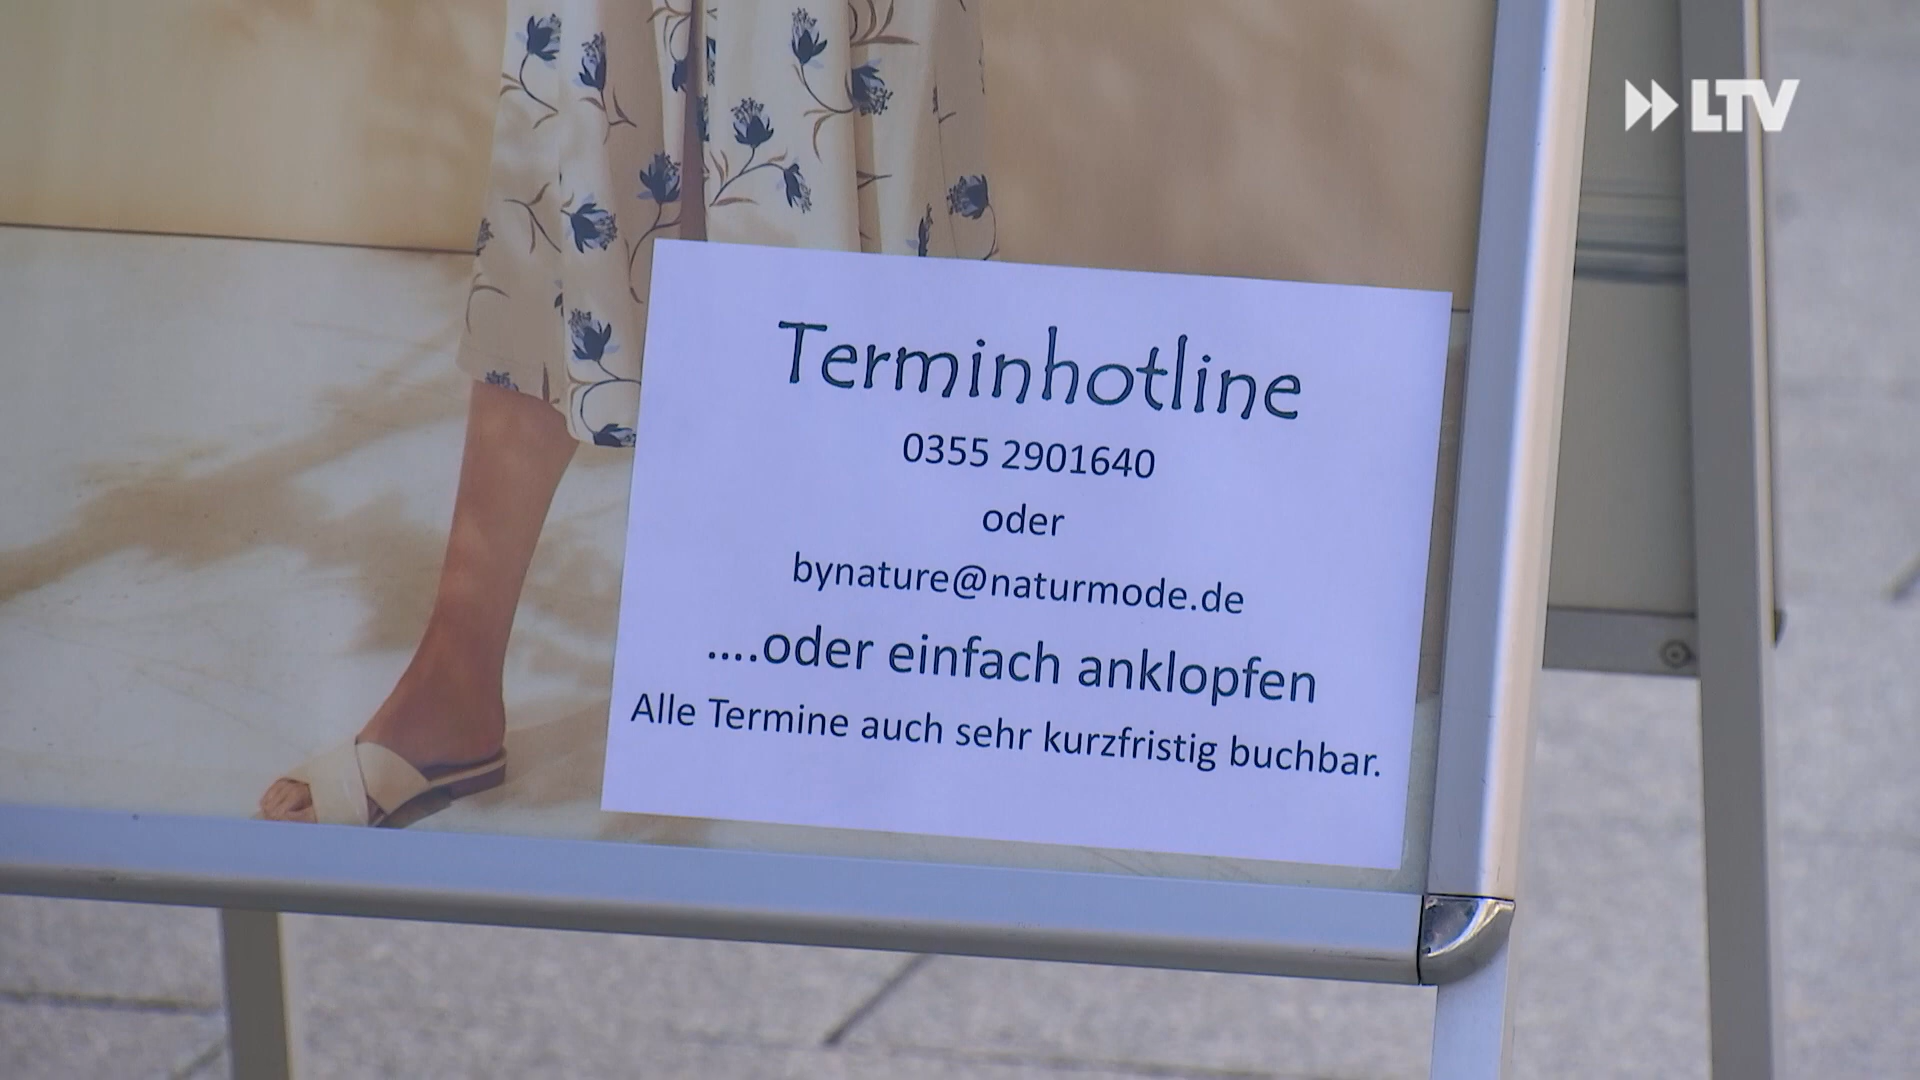 LTV
Terminhotline
0355 2901640
oder
bynature@naturmode.de
....oder einfach anklopfen
Alle Termine auch sehr kurzfristig buchbar.